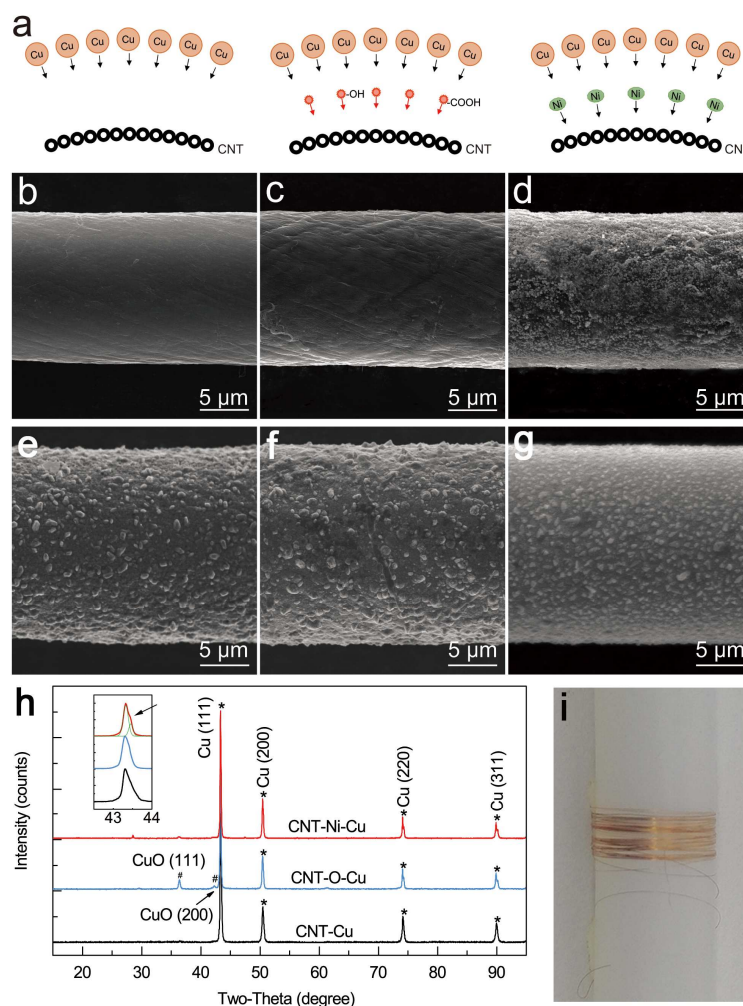 a
Cu Cu Cu Cu Cu Cu Cu
CNT
Cu Cu Cu Cu Cu Cu Cu
-OH
-COOH
CNT
Cu Cu Cu Cu Cu Cu Cu
Ni Ni Ni Ni Ni
CNT
b
5 µm
c
5 µm
d
5 µm
e
5 µm
f
5 µm
g
5 µm
h
Intensity (counts)
43 44
Cu (111)
*
Cu (200)
*
Cu (220)
*
Cu (311)
*
CNT-Ni-Cu
CuO (111)
#
#
*
*
*
CNT-O-Cu
CuO (200)
*
*
*
CNT-Cu
20 30 40 50 60 70 80 90
Two-Theta (degree)
i